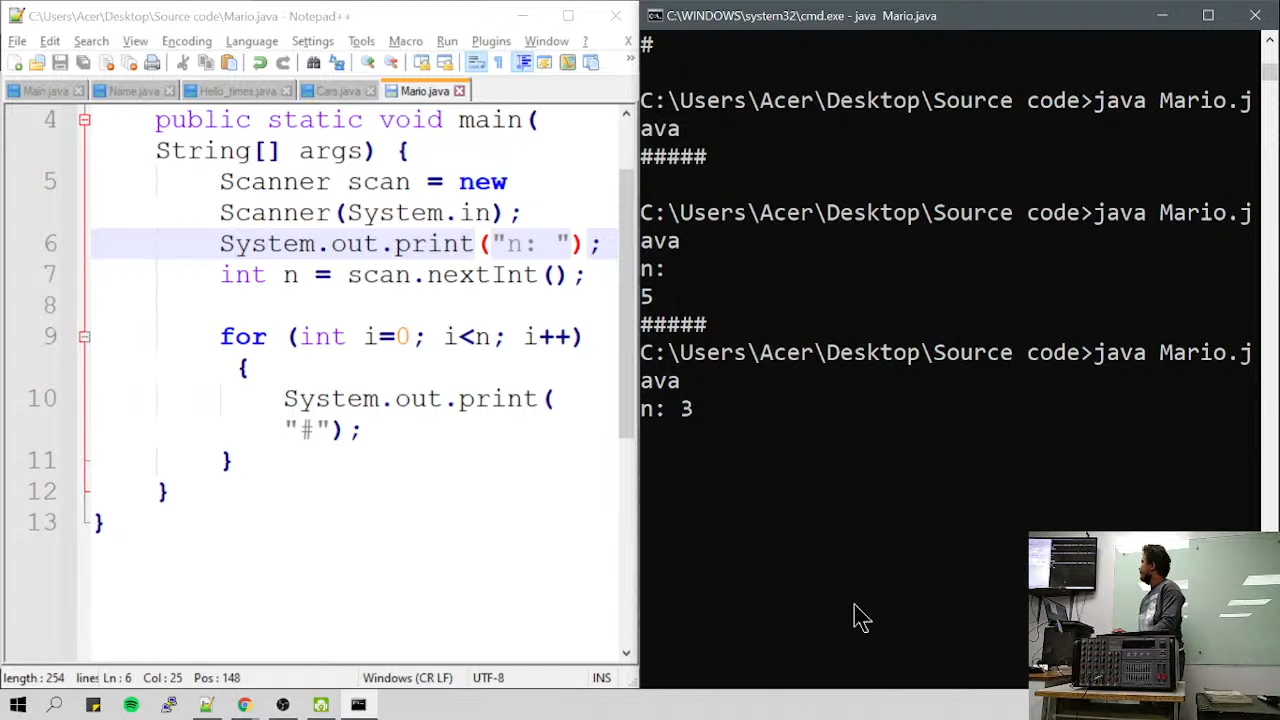 C:\Users\Acer\Desktop\Source code\Mario.java - Notepad++
File Edit Search View Encoding Language Settings Tools Macro Run Plugins Window ? X
Main.java Name.java Hello_times.java Cars.java Mario.java
4 public static void main(
String[] args) {
5 Scanner scan = new
Scanner(System.in);
6 System.out.print("n: ");
7 int n = scan.nextInt();
8
9 for (int i=0; i<n; i++)
{
10 System.out.print(
"#");
11 }
12 }
13 }
length : 254 lines Ln : 6 Col : 25 Pos : 148 Windows (CR LF) UTF-8 INS
C:\WINDOWS\system32\cmd.exe - java Mario.java
#
C:\Users\Acer\Desktop\Source code>java Mario.j
ava
#####
C:\Users\Acer\Desktop\Source code>java Mario.j
ava
n:
5
#####
C:\Users\Acer\Desktop\Source code>java Mario.j
ava
n: 3